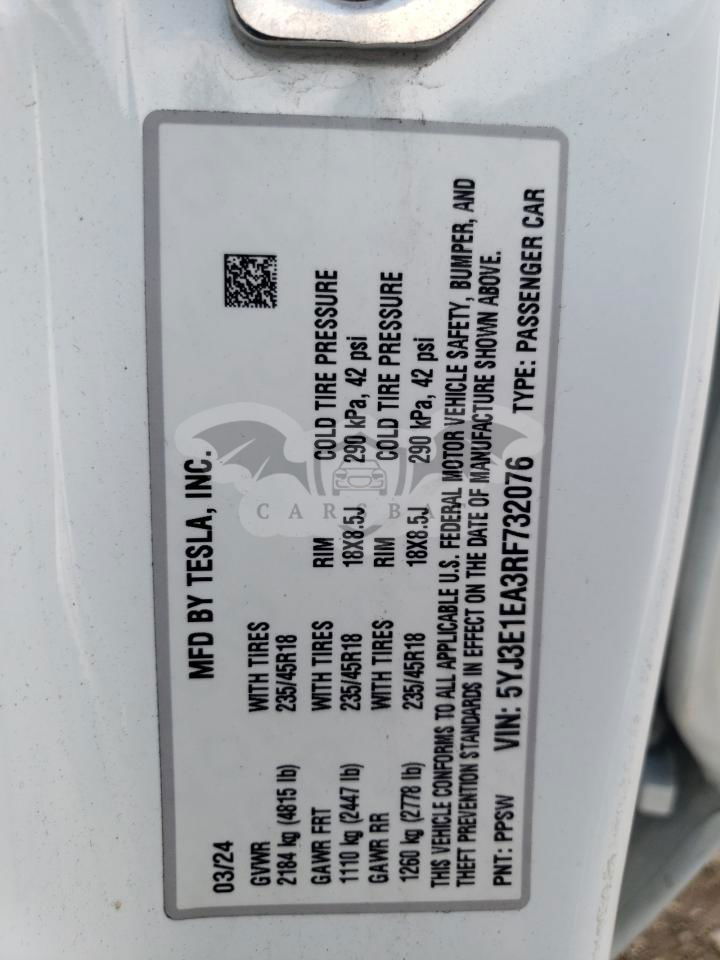 MFD BY TESLA, INC.
03/24
GVWR WITH TIRES
2184 kg (4815 lb) 235/45R18
GAWR FRT WITH TIRES RIM COLD TIRE PRESSURE
1110 kg (2447 lb) 235/45R18 18X8.5J 290 kPa, 42 psi
GAWR RR WITH TIRES RIM COLD TIRE PRESSURE
1260 kg (2778 lb) 235/45R18 18X8.5J 290 kPa, 42 psi
THIS VEHICLE CONFORMS TO ALL APPLICABLE U.S. FEDERAL MOTOR VEHICLE SAFETY, BUMPER, AND
THEFT PREVENTION STANDARDS IN EFFECT ON THE DATE OF MANUFACTURE SHOWN ABOVE.
PNT: PPSW VIN: 5YJ3E1EA3RF732076 TYPE: PASSENGER CAR